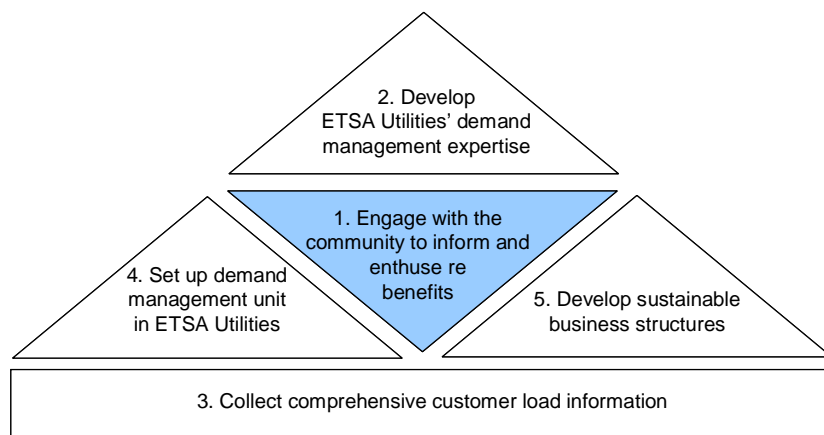 2. Develop
ETSA Utilities' demand
management expertise
1. Engage with the
community to inform and
enthuse re
benefits
4. Set up demand
management unit
in ETSA Utilities
5. Develop sustainable
business structures
3. Collect comprehensive customer load information